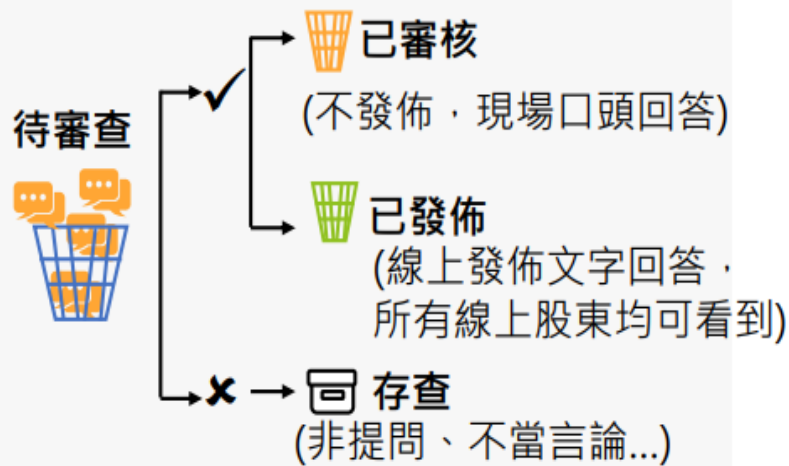 已審核
(不發佈，現場口頭回答)
待審查
已發佈
(線上發佈文字回答，
所有線上股東均可看到)
存查
(非提問、不當言論...)